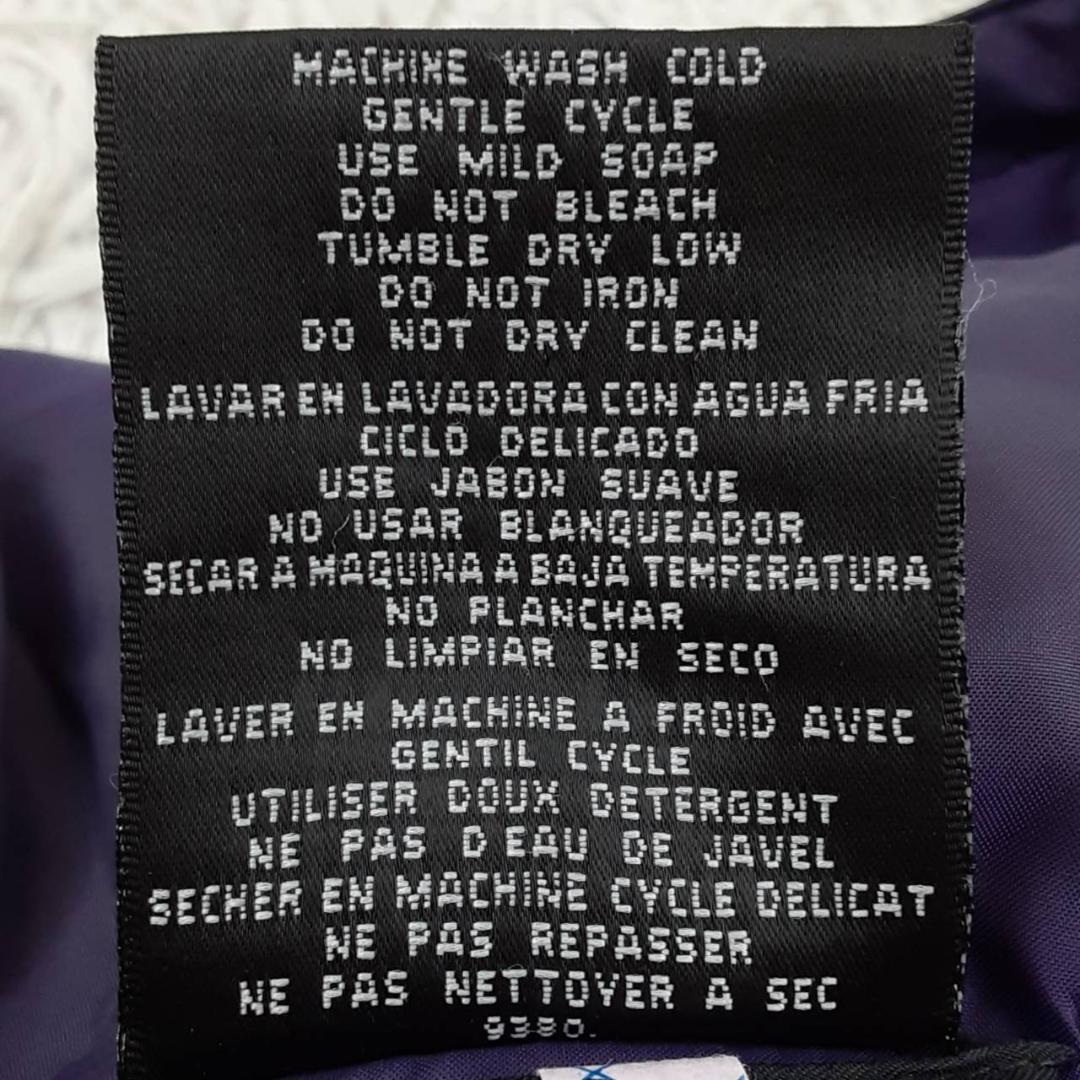 MACHINE WASH COLD
GENTLE CYCLE
USE MILD SOAP
DO NOT BLEACH
TUMBLE DRY LOW
DO NOT IRON
DO NOT DRY CLEAN
LAVAR EN LAVADORA CON AGUA FRIA
CICLO DELICADO
USE JABON SUAVE
NO USAR BLANQUEADOR
SECAR A MAQUINA A BAJA TEMPERATURA
NO PLANCHAR
NO LIMPIAR EN SECO
LAVER EN MACHINE A FROID AVEC
GENTIL CYCLE
UTILISER DOUX DETERGENT
NE PAS D EAU DE JAVEL
SECHER EN MACHINE CYCLE DELICAT
NE PAS REPASSER
NE PAS NETTOYER A SEC
9380.